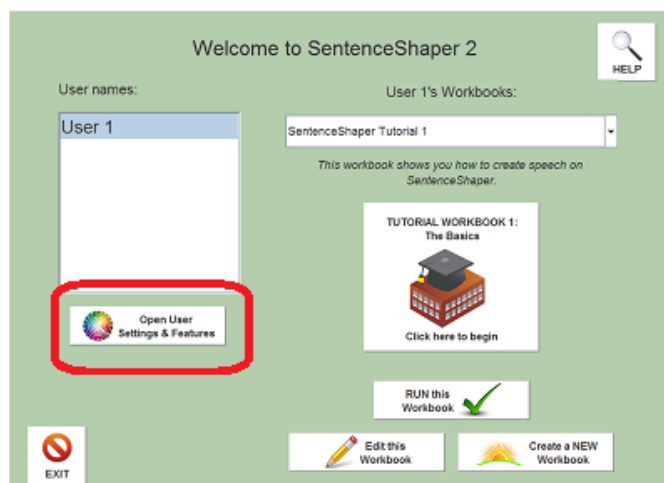 Welcome to SentenceShaper 2
HELP
User names:
User 1's Workbooks:
User 1
SentenceShaper Tutorial 1
This workbook shows you how to create speech on
SentenceShaper.
TUTORIAL WORKBOOK 1:
The Basics
Click here to begin
Open User
Settings & Features
RUN this
Workbook
Edit this
Workbook
Create a NEW
Workbook
EXIT